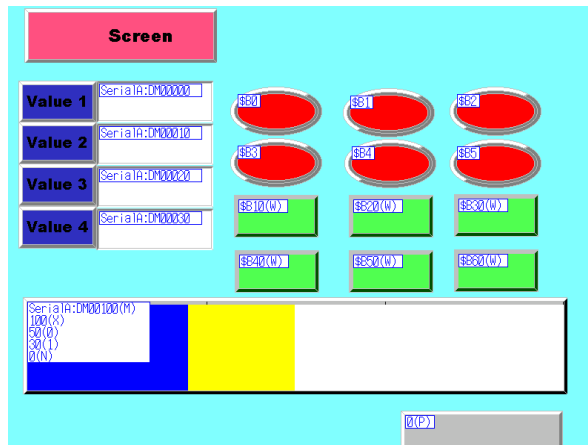 Screen
Value 1 SerialA:DM00000
Value 2 SerialA:DM00010
Value 3 SerialA:DM00020
Value 4 SerialA:DM00030
$B0 $B1 $B2
$B3 $B4 $B5
$B10(W) $B20(W) $B30(W)
$B40(W) $B50(W) $B60(W)
SerialA:DM00100(M)
100(X)
50(0)
30(1)
0(N)
0(P)